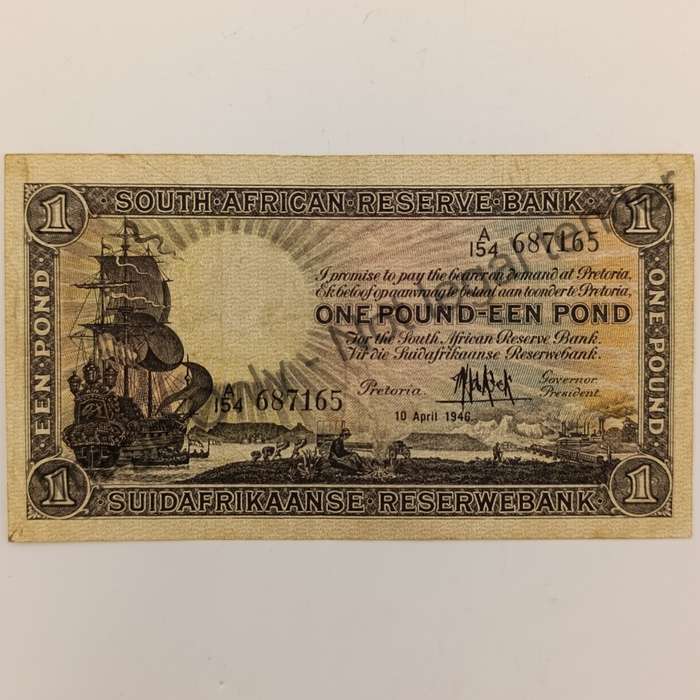 SOUTH·AFRICAN·RESERVE·BANK
1
1
A/154 687165
I promise to pay the bearer on demand at Pretoria,
Ek beloof op aanvraag te betaal aan toonder te Pretoria,
ONE POUND-EEN POND
For the South African Reserve Bank.
Vir die Suidafrikaanse Reserwebank.
EEN POND
ONE·POUND
A/154 687165
Pretoria.
Governor
President.
10 April 1946.
1
1
SUIDAFRIKAANSE·RESERWEBANK